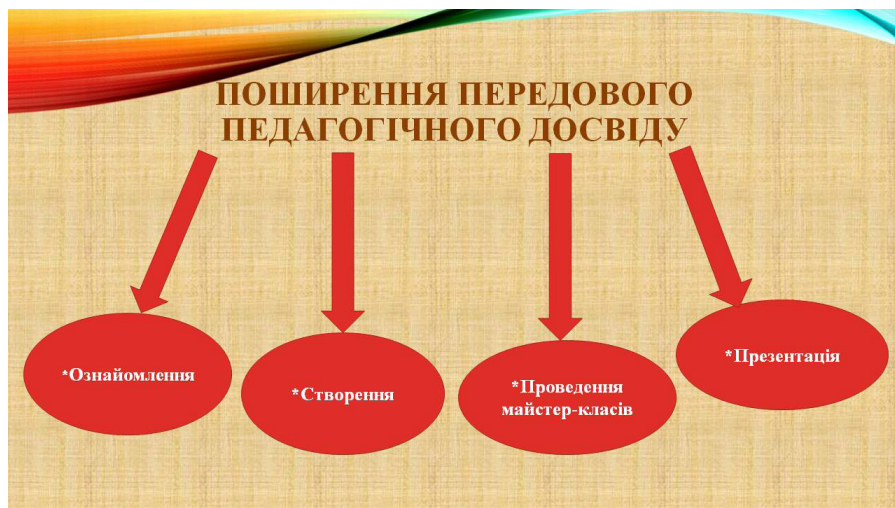 ПОШИРЕННЯ ПЕРЕДОВОГО
ПЕДАГОГІЧНОГО ДОСВІДУ
*Ознайомлення
*Створення
*Проведення
майстер-класів
*Презентація